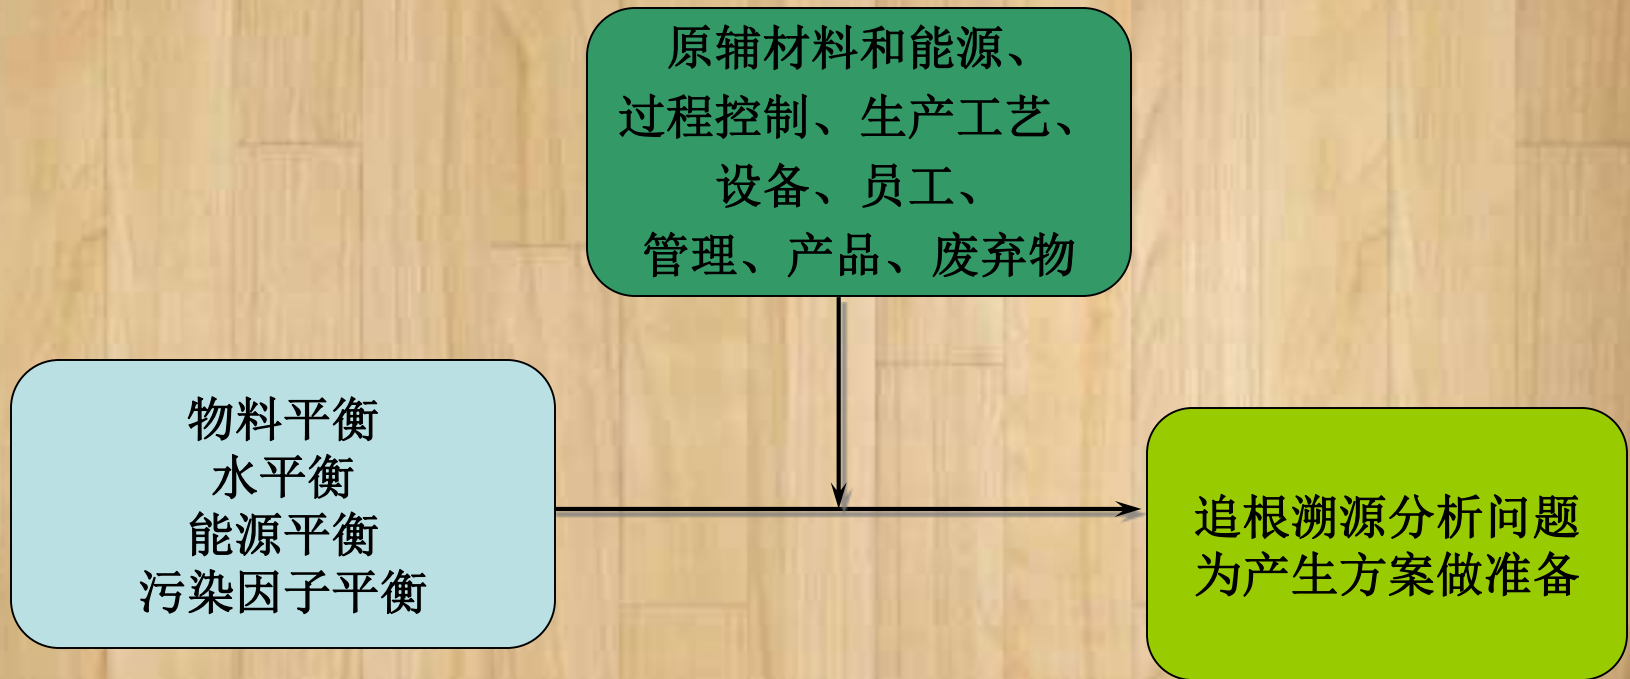 原辅材料和能源、
过程控制、生产工艺、
设备、员工、
管理、产品、废弃物
物料平衡
水平衡
能源平衡
污染因子平衡
追根溯源分析问题
为产生方案做准备